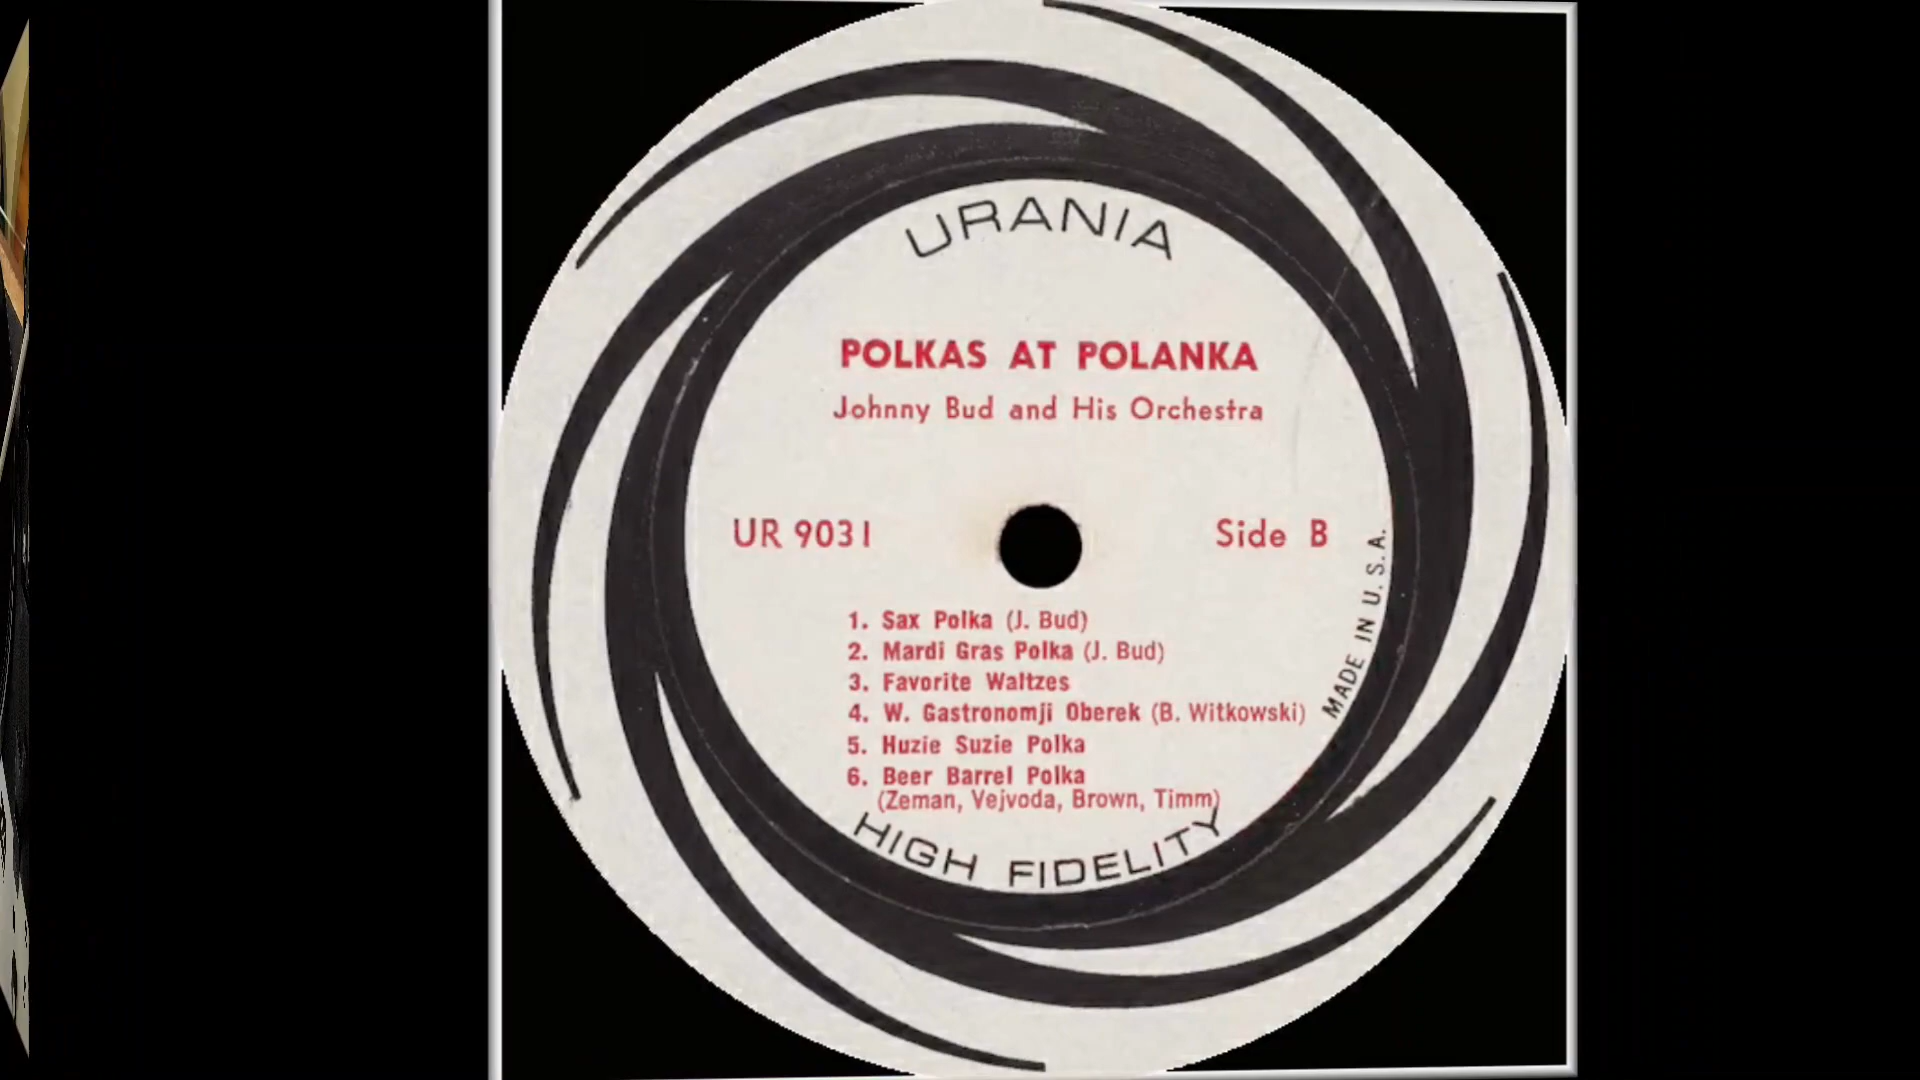 URANIA
POLKAS AT POLANKA
Johnny Bud and His Orchestra
UR 9031
Side B
MADE IN U.S.A.
1. Sax Polka (J. Bud)
2. Mardi Gras Polka (J. Bud)
3. Favorite Waltzes
4. W. Gastronomji Oberek (B. Witkowski)
5. Huzie Suzie Polka
6. Beer Barrel Polka
(Zeman, Vejvoda, Brown, Timm)
HIGH FIDELITY